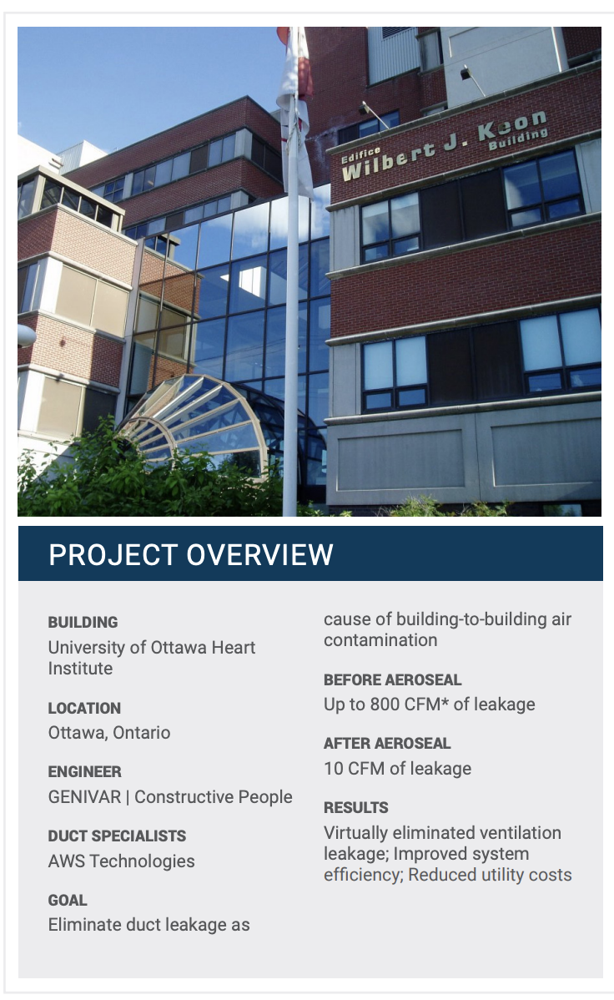 Edifice
Wilbert J. Keon
Building
PROJECT OVERVIEW
BUILDING
University of Ottawa Heart
Institute
LOCATION
Ottawa, Ontario
ENGINEER
GENIVAR | Constructive People
DUCT SPECIALISTS
AWS Technologies
GOAL
Eliminate duct leakage as
cause of building-to-building air
contamination
BEFORE AEROSEAL
Up to 800 CFM* of leakage
AFTER AEROSEAL
10 CFM of leakage
RESULTS
Virtually eliminated ventilation
leakage; Improved system
efficiency; Reduced utility costs